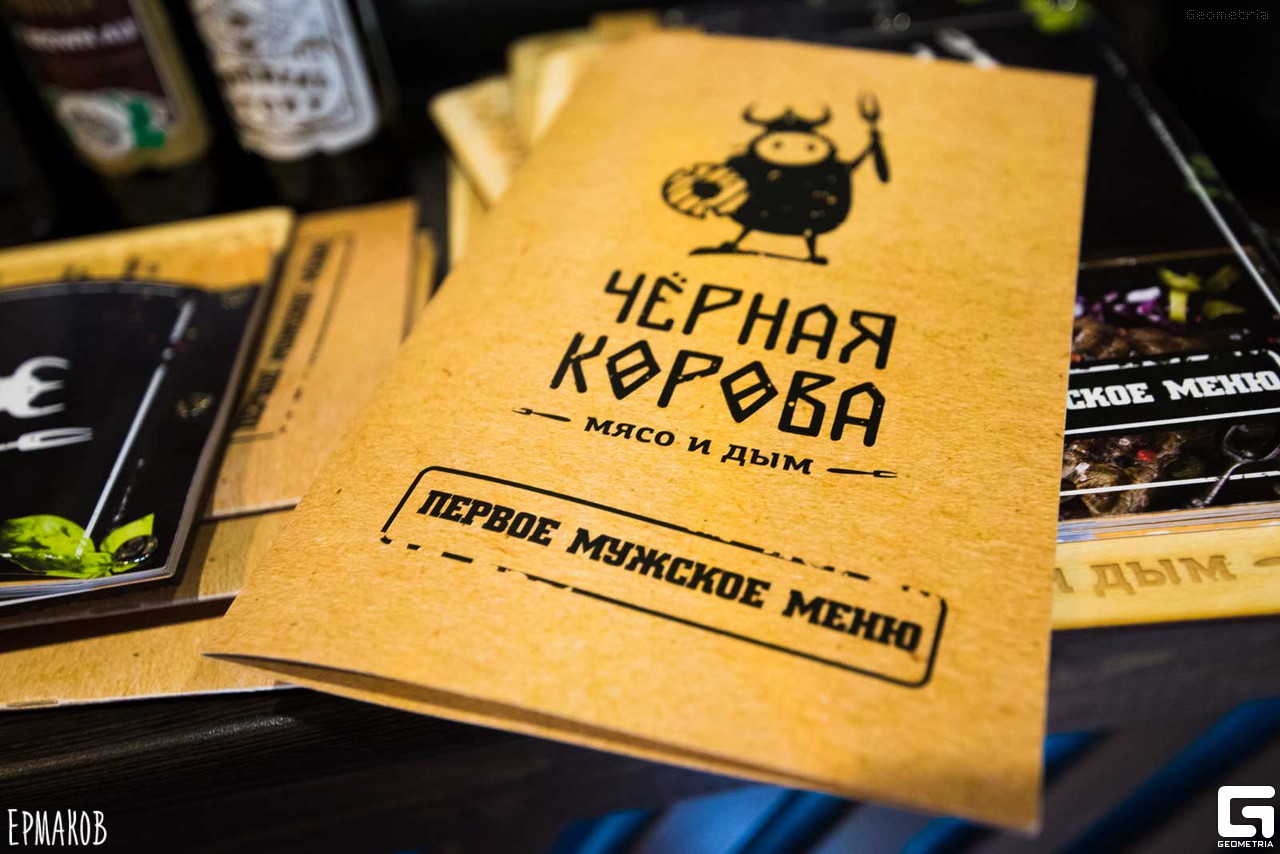 Geometria
ЧЁРНАЯ
КОРОВА
МЯСО И ДЫМ
ПЕРВОЕ МУЖСКОЕ МЕНЮ
СКОЕ МЕНЮ
И ДЫМ
ЕРМАКОВ
GEOMETRIA